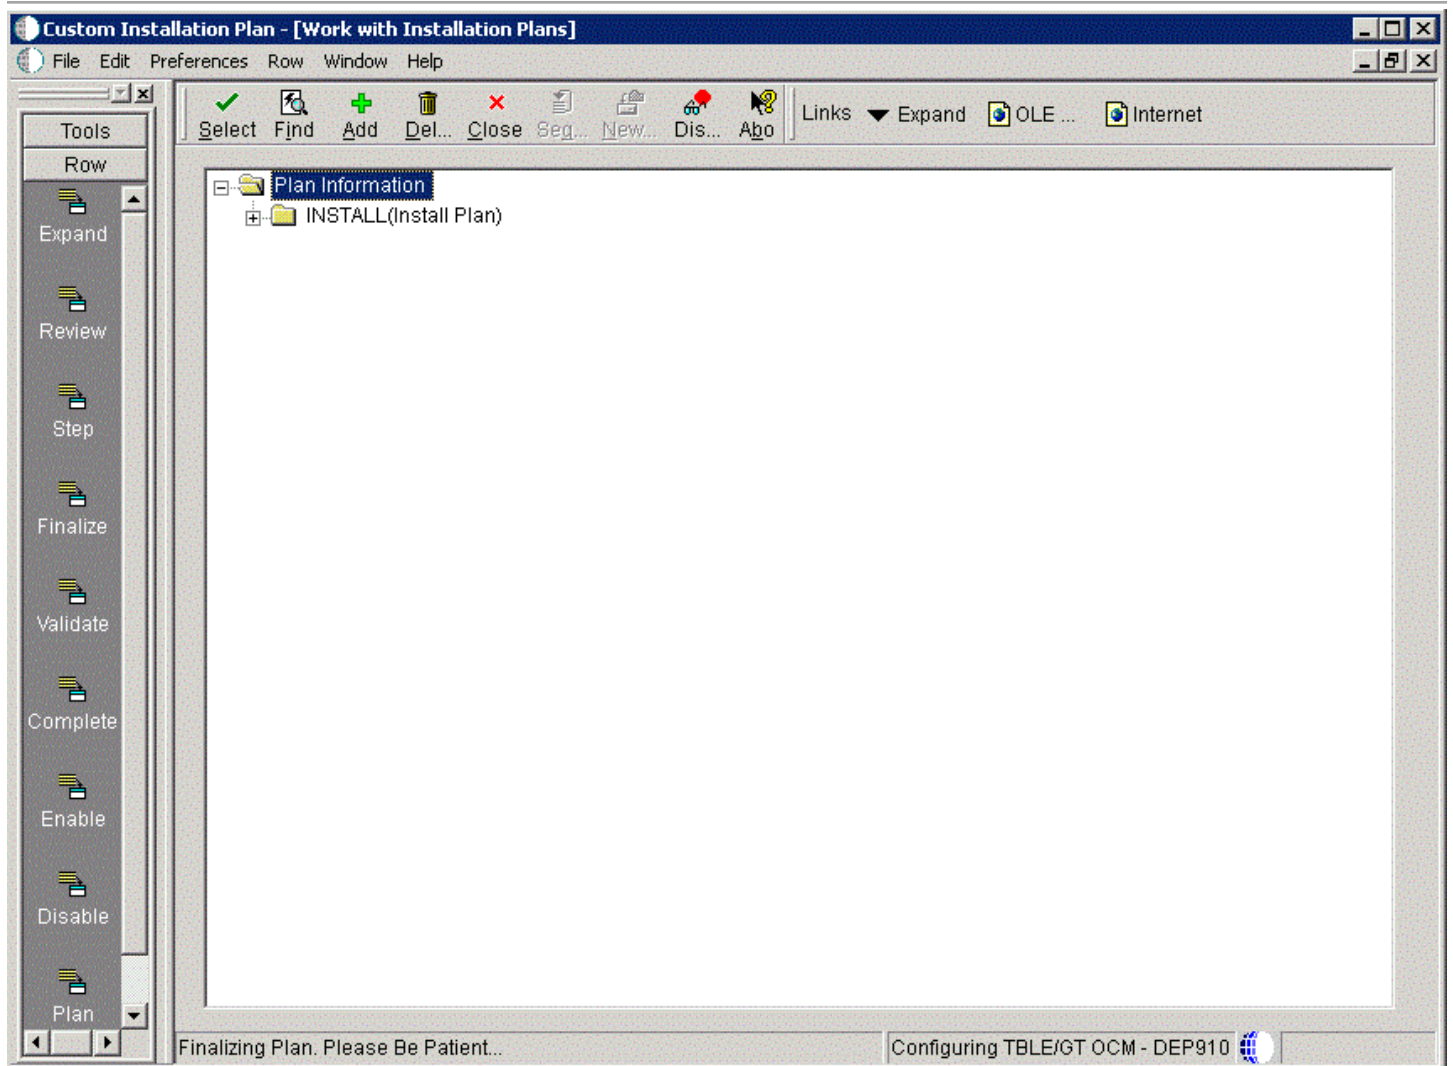 Custom Installation Plan - [Work with Installation Plans]
File Edit Preferences Row Window Help
Tools
Row
Expand
Review
Step
Finalize
Validate
Complete
Enable
Disable
Plan
Select Find Add Del... Close Seq... New... Dis... Abo
Links Expand OLE ... Internet
Plan Information
INSTALL(Install Plan)
Finalizing Plan. Please Be Patient...
Configuring TBLE/GT OCM - DEP910